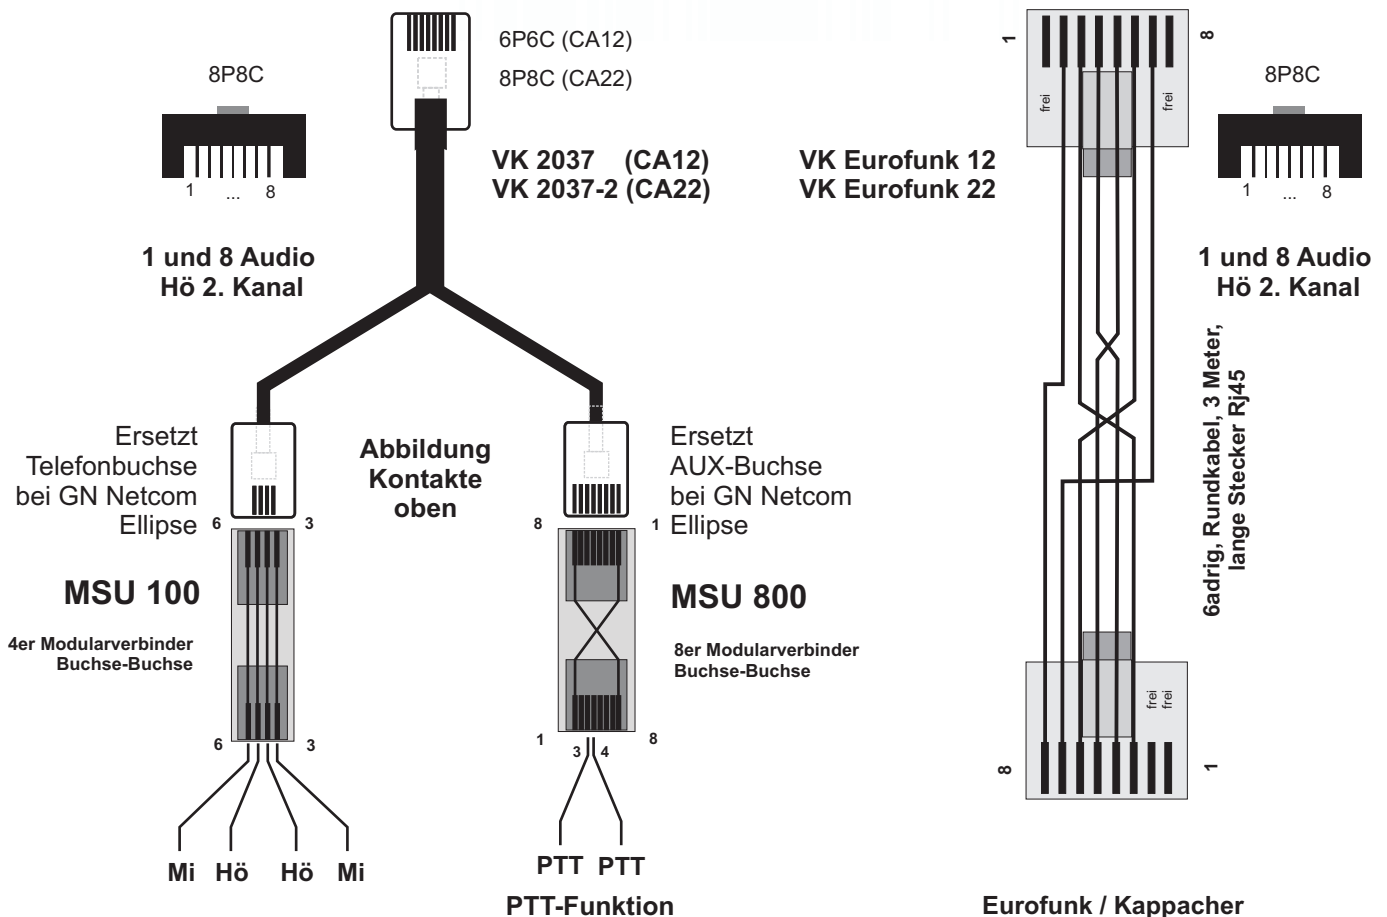 6P6C (CA12)
8P8C (CA22)
8P8C
1 ... 8
1 und 8 Audio
Hö 2. Kanal
VK 2037 (CA12)
VK 2037-2 (CA22)
VK Eurofunk 12
VK Eurofunk 22
1
8
frei
frei
8P8C
1 ... 8
1 und 8 Audio
Hö 2. Kanal
6adrig, Rundkabel, 3 Meter,
lange Stecker Rj45
Ersetzt
Telefonbuchse
bei GN Netcom
Ellipse
Abbildung
Kontakte
oben
Ersetzt
AUX-Buchse
bei GN Netcom
Ellipse
6
3
8
1
MSU 100
4er Modularverbinder
Buchse-Buchse
MSU 800
8er Modularverbinder
Buchse-Buchse
6
3
1
3
4
8
frei
frei
8
1
Mi Hö Hö Mi
PTT PTT
PTT-Funktion
Eurofunk / Kappacher